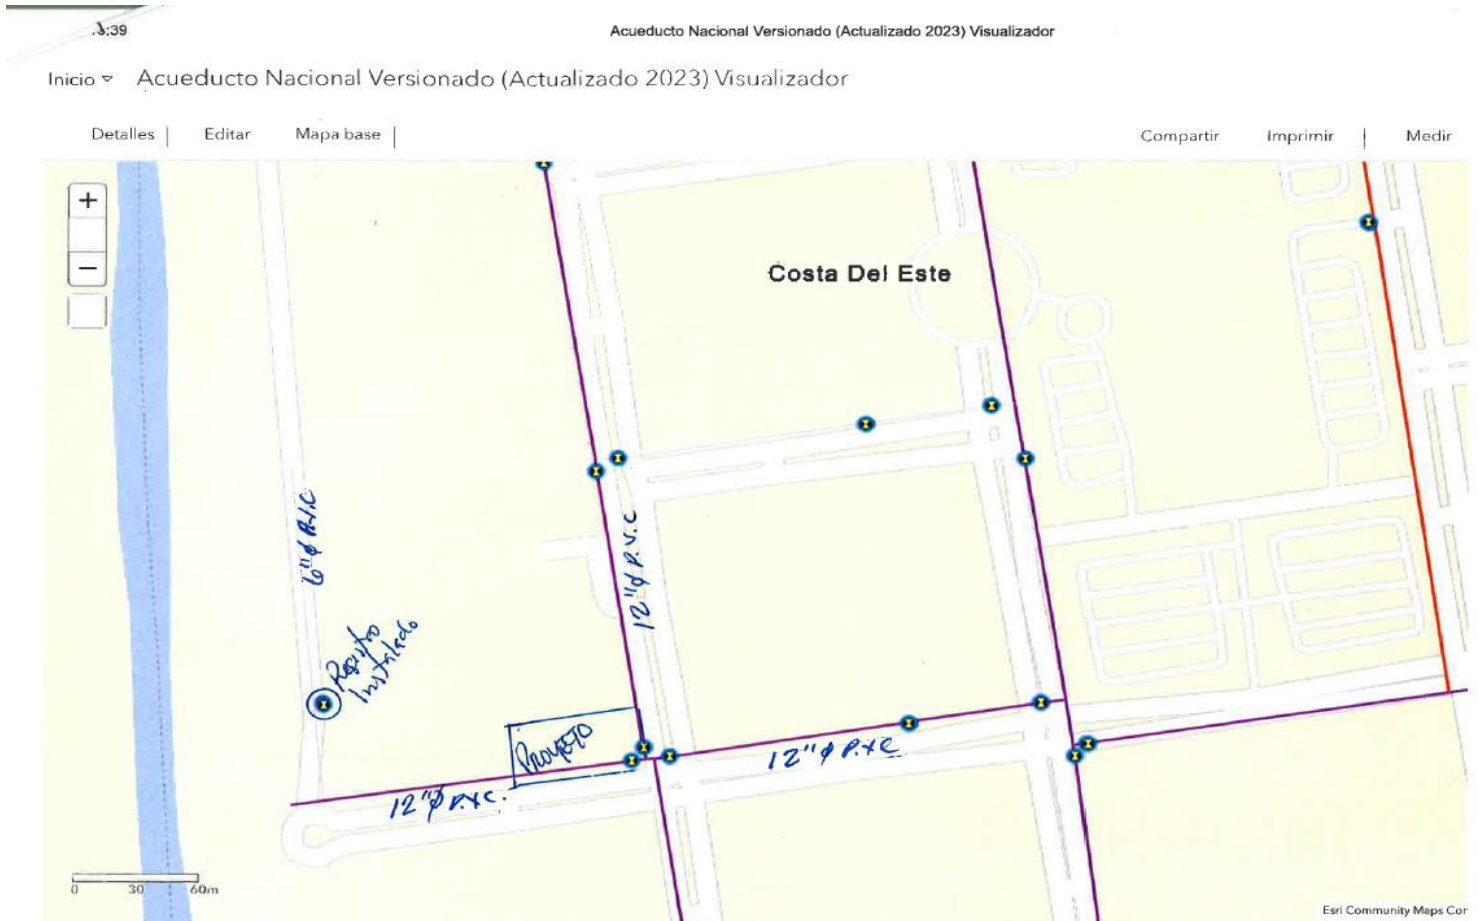 :39
Acueducto Nacional Versionado (Actualizado 2023) Visualizador
Inicio Acueducto Nacional Versionado (Actualizado 2023) Visualizador
Detalles Editar Mapa base Compartir Imprimir Medir
+
−
Costa Del Este
6"ø P.V.C
12"ø P.V.C
Registro
Instalado
PROYECTO
12"ø P.V.C
12"ø P.V.C.
0 30 60m
Esri Community Maps Cor